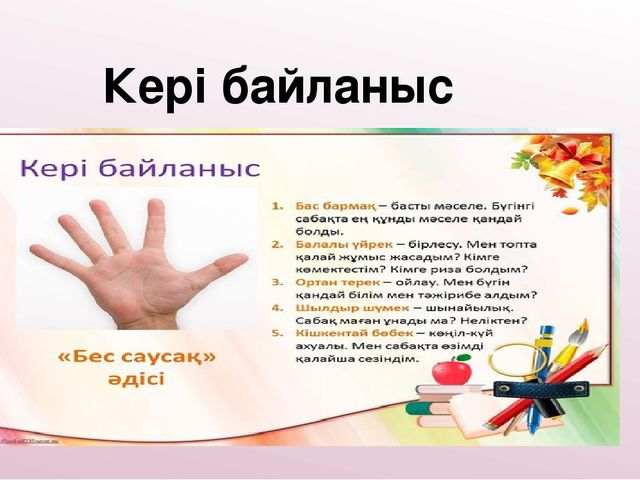 Кері байланыс
Кері байланыс
1. Бас бармақ – басты мәселе. Бүгінгі
сабақта ең құнды мәселе қандай
болды.
2. Балалы үйрек – бірлесу. Мен топта
қалай жұмыс жасадым? Кімге
көмектестім? Кімге риза болдым?
3. Ортан терек – ойлау. Мен бүгін
қандай білім мен тәжірибе алдым?
4. Шылдыр шүмек – шынайылық.
Сабақ маған ұнады ма? Неліктен?
5. Кішкентай бөбек – көңіл-күй
ахуалы. Мен сабақта өзімді
қалайша сезіндім.
«Бес саусақ»
әдісі